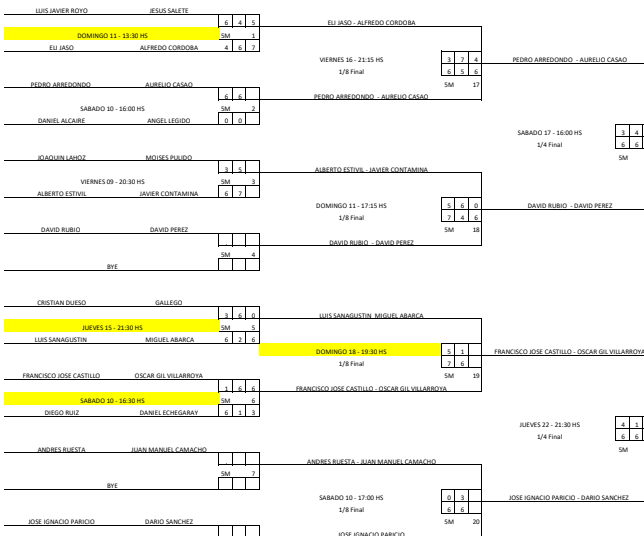 LUIS JAVIER ROYO JESUS SALETE
6 4 5
ELI JASO - ALFREDO CORDOBA
DOMINGO 11 - 13:30 HS 5M 1
ELI JASO ALFREDO CORDOBA 4 6 7
VIERNES 16 - 21:15 HS 3 7 4
PEDRO ARREDONDO - AURELIO CASAO
1/8 Final 6 5 6
5M 17
PEDRO ARREDONDO AURELIO CASAO
6 6
PEDRO ARREDONDO - AURELIO CASAO
SABADO 10 - 16:00 HS 5M 2
DANIEL ALCAIRE ANGEL LEGIDO 0 0
SABADO 17 - 16:00 HS 3 4
1/4 Final 6 6
5M
JOAQUIN LAHOZ MOISES PULIDO
3 5
ALBERTO ESTIVIL - JAVIER CONTAMINA
VIERNES 09 - 20:30 HS 5M 3
ALBERTO ESTIVIL JAVIER CONTAMINA 6 7
DOMINGO 11 - 17:15 HS 5 6 0
DAVID RUBIO - DAVID PEREZ
1/8 Final 7 4 6
5M 18
DAVID RUBIO DAVID PEREZ
DAVID RUBIO - DAVID PEREZ
5M 4
BYE
CRISTIAN DUESO GALLEGO
3 6 0
LUIS SANAGUSTIN MIGUEL ABARCA
JUEVES 15 - 21:30 HS 5M 5
LUIS SANAGUSTIN MIGUEL ABARCA 6 2 6
DOMINGO 18 - 19:30 HS 5 1
FRANCISCO JOSE CASTILLO - OSCAR GIL VILLARROYA
1/8 Final 7 6
5M 19
FRANCISCO JOSE CASTILLO OSCAR GIL VILLARROYA
1 6 6
FRANCISCO JOSE CASTILLO - OSCAR GIL VILLARROYA
SABADO 10 - 16:30 HS 5M 6
DIEGO RUIZ DANIEL ECHEGARAY 6 1 3
JUEVES 22 - 21:30 HS 4 1
1/4 Final 6 6
5M
ANDRES RUESTA JUAN MANUEL CAMACHO
ANDRES RUESTA - JUAN MANUEL CAMACHO
5M 7
BYE
SABADO 10 - 17:00 HS 0 3
JOSE IGNACIO PARICIO - DARIO SANCHEZ
1/8 Final 6 6
5M 20
JOSE IGNACIO PARICIO DARIO SANCHEZ
JOSE IGNACIO PARICIO